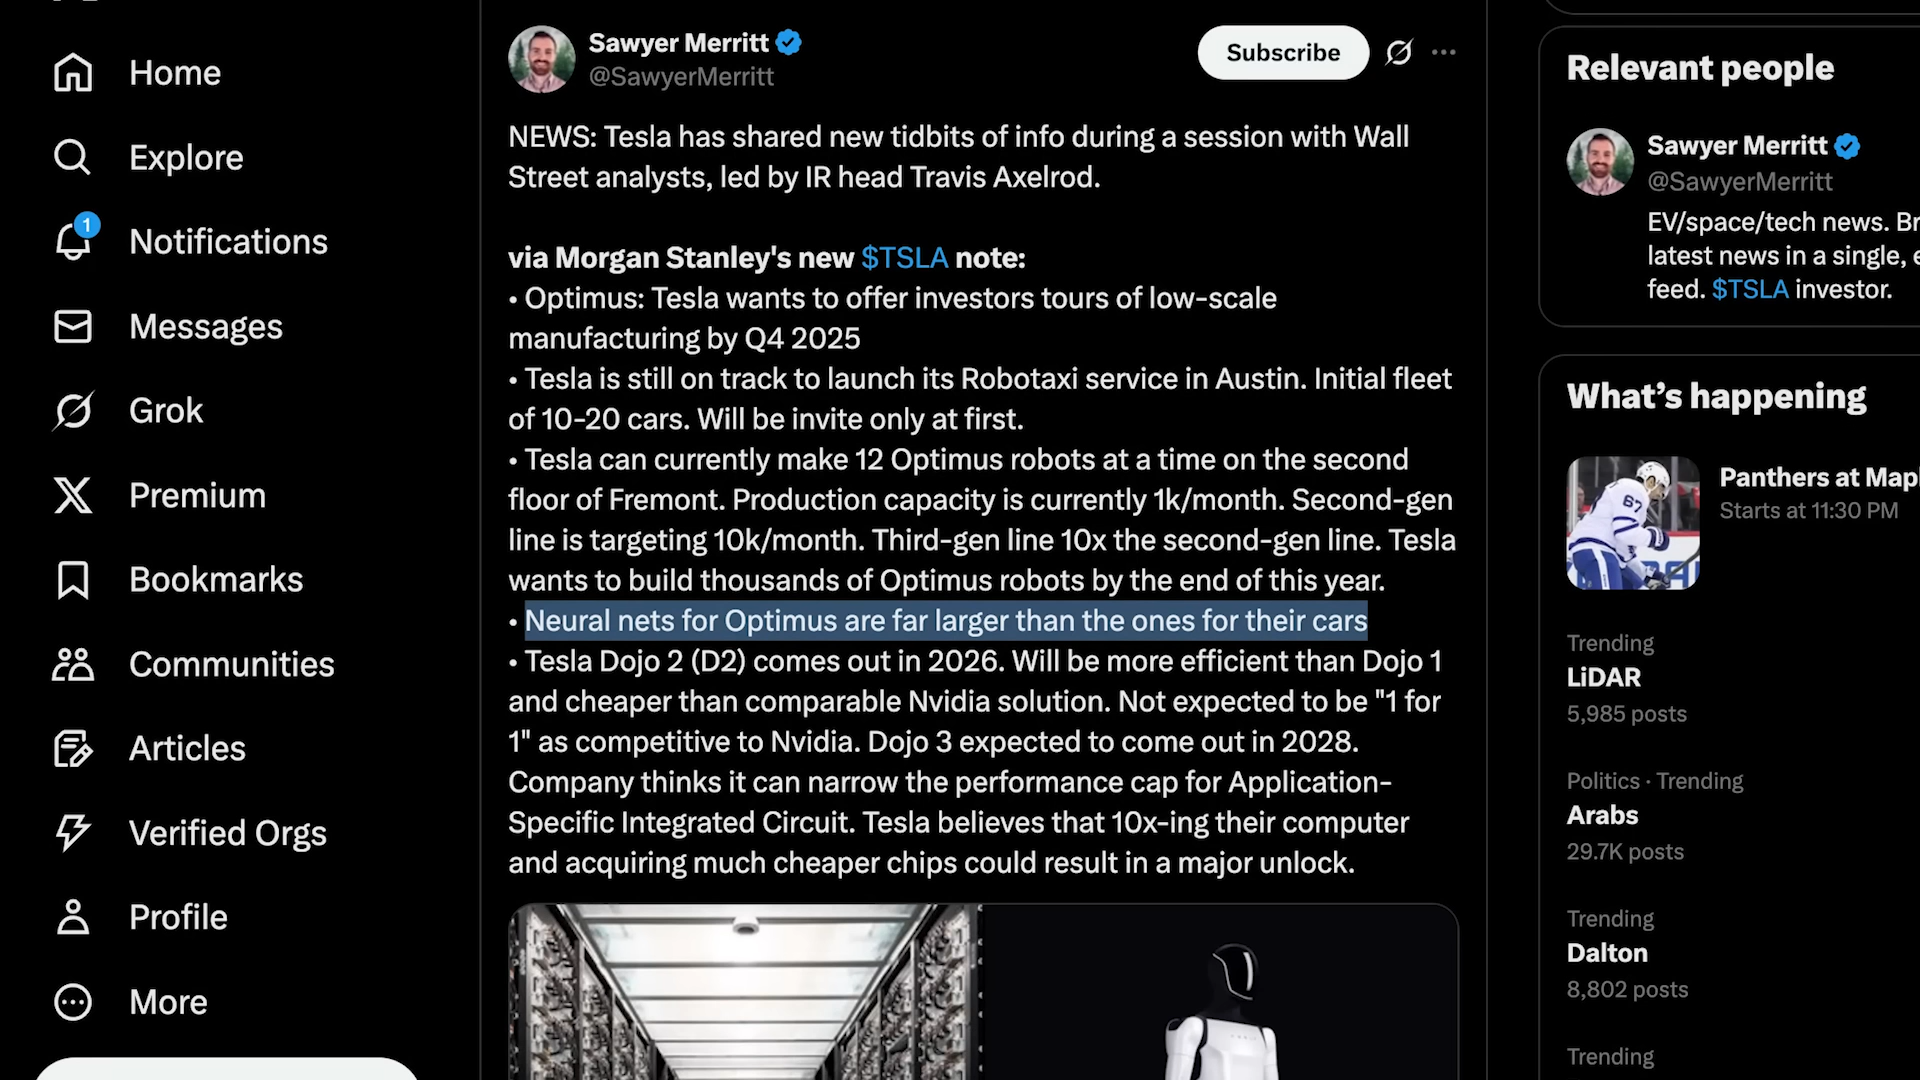 Home
Explore
1
Notifications
Messages
Grok
Premium
Bookmarks
Communities
Articles
Verified Orgs
Profile
More
Sawyer Merritt
@SawyerMerritt
Subscribe
NEWS: Tesla has shared new tidbits of info during a session with Wall
Street analysts, led by IR head Travis Axelrod.
via Morgan Stanley's new $TSLA note:
• Optimus: Tesla wants to offer investors tours of low-scale
manufacturing by Q4 2025
• Tesla is still on track to launch its Robotaxi service in Austin. Initial fleet
of 10-20 cars. Will be invite only at first.
• Tesla can currently make 12 Optimus robots at a time on the second
floor of Fremont. Production capacity is currently 1k/month. Second-gen
line is targeting 10k/month. Third-gen line 10x the second-gen line. Tesla
wants to build thousands of Optimus robots by the end of this year.
• Neural nets for Optimus are far larger than the ones for their cars
• Tesla Dojo 2 (D2) comes out in 2026. Will be more efficient than Dojo 1
and cheaper than comparable Nvidia solution. Not expected to be "1 for
1" as competitive to Nvidia. Dojo 3 expected to come out in 2028.
Company thinks it can narrow the performance cap for Application-
Specific Integrated Circuit. Tesla believes that 10x-ing their computer
and acquiring much cheaper chips could result in a major unlock.
Relevant people
Sawyer Merritt
@SawyerMerritt
EV/space/tech news. Br
latest news in a single, e
feed. $TSLA investor.
What's happening
67
Panthers at Mapl
Starts at 11:30 PM
Trending
LiDAR
5,985 posts
Politics · Trending
Arabs
29.7K posts
Trending
Dalton
8,802 posts
Trending